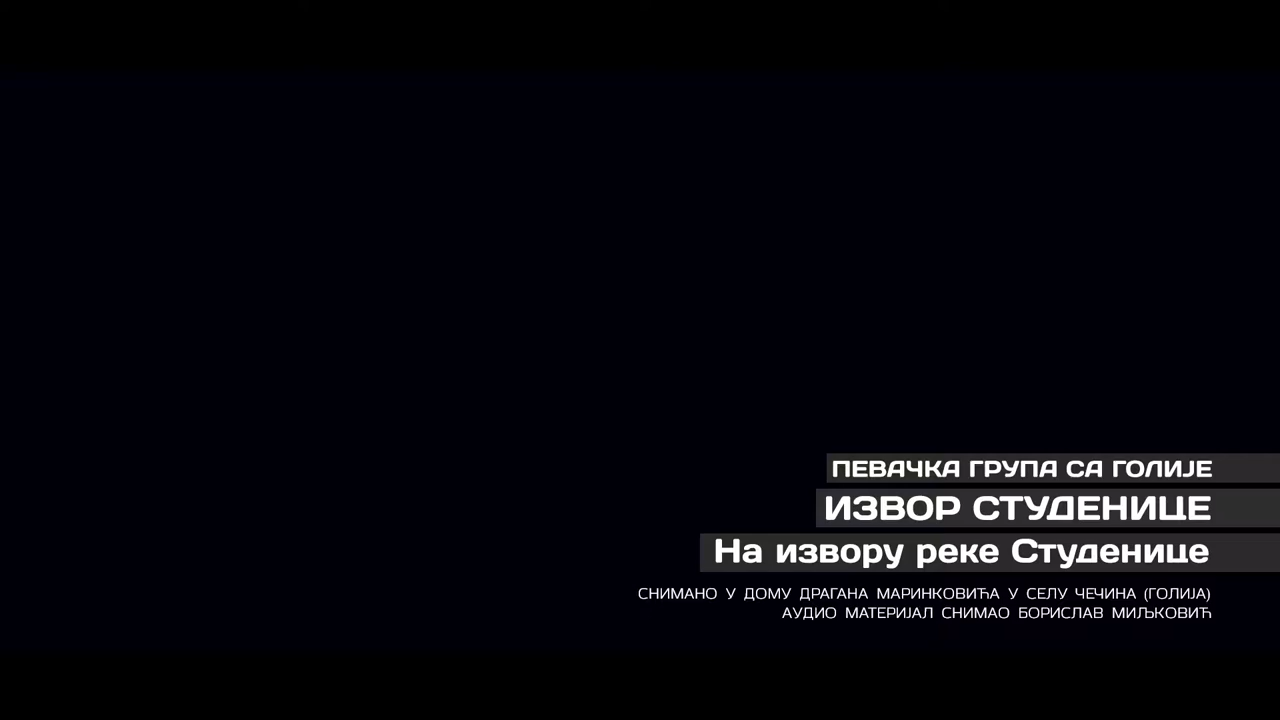 ПЕВАЧКА ГРУПА СА ГОЛИЈЕ
ИЗВОР СТУДЕНИЦЕ
На извору реке Студенице
СНИМАНО У ДОМУ ДРАГАНА МАРИНКОВИЋА У СЕЛУ ЧЕЧИНА (ГОЛИЈА)
АУДИО МАТЕРИЈАЛ СНИМАО БОРИСЛАВ МИЉКОВИЋ